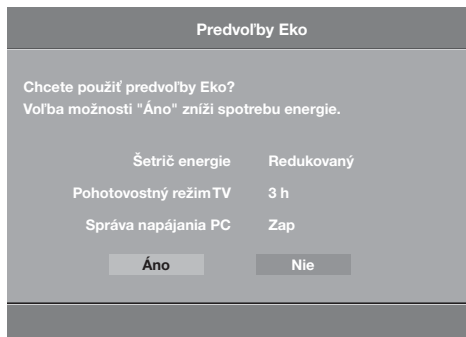 Predvoľby Eko
Chcete použiť predvoľby Eko?
Voľba možnosti "Áno" zníži spotrebu energie.
Šetrič energie Redukovaný
Pohotovostný režim TV 3 h
Správa napájania PC Zap
Áno Nie